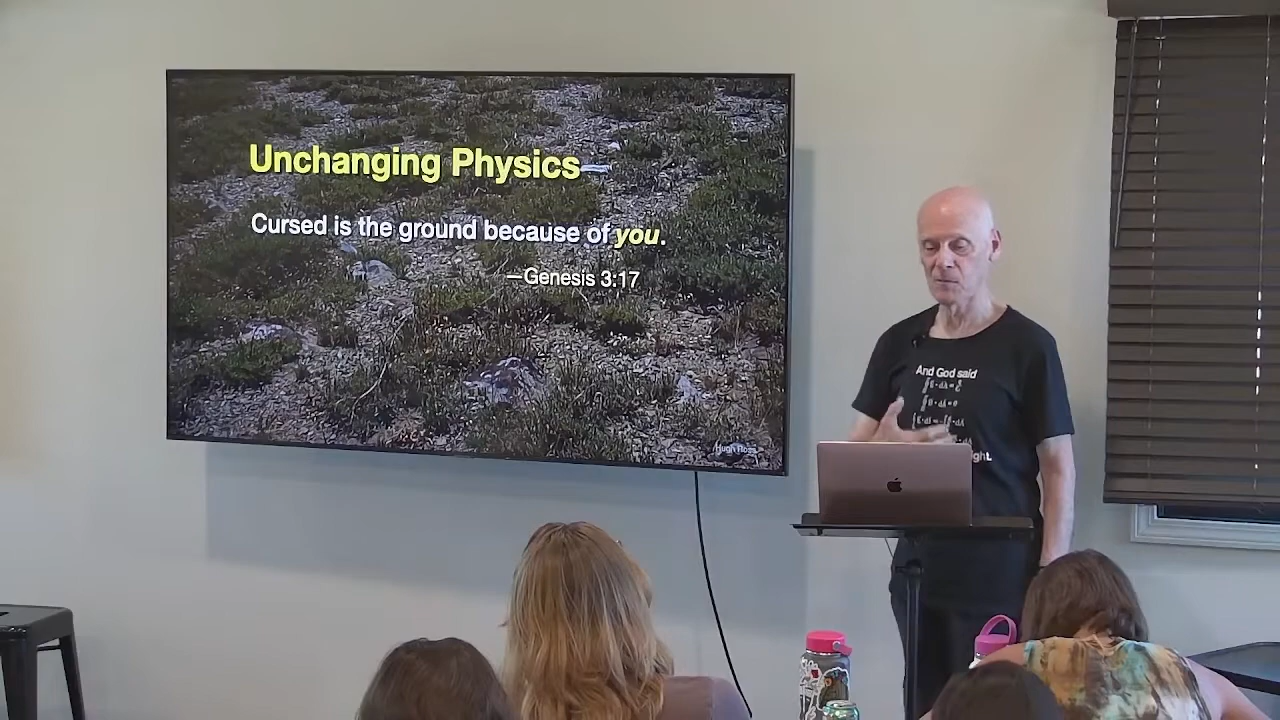 Unchanging Physics
Cursed is the ground because of you.
—Genesis 3:17
Hugh Ross
And God said